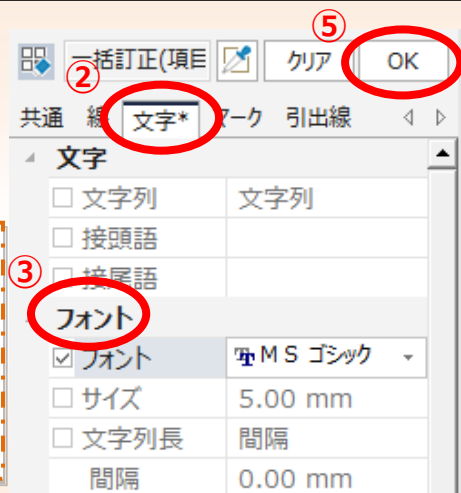 ⑤
一括訂正(項目 クリア OK
②
共通 線 文字* マーク 引出線
文字
文字列 文字列
接頭語
③ 接尾語
フォント
フォント MS ゴシック
サイズ 5.00 mm
文字列長 間隔
間隔 0.00 mm